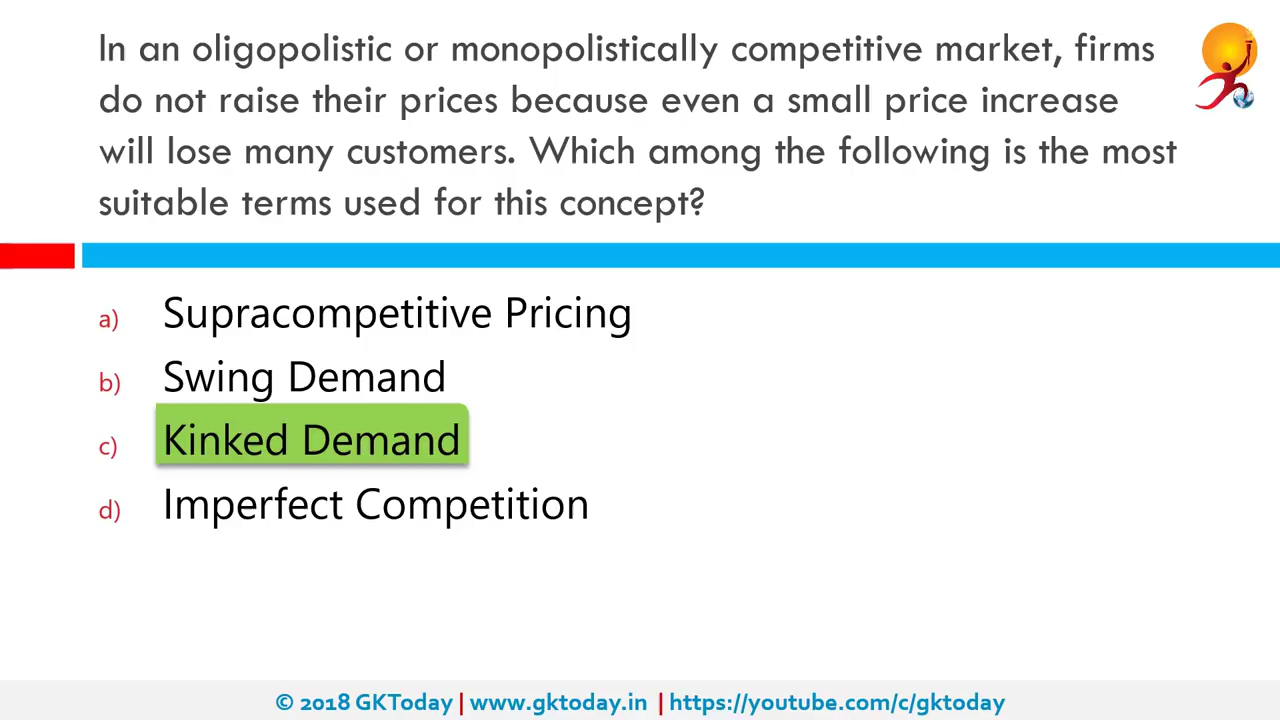 In an oligopolistic or monopolistically competitive market, firms
do not raise their prices because even a small price increase
will lose many customers. Which among the following is the most
suitable terms used for this concept?
a) Supracompetitive Pricing
b) Swing Demand
c) Kinked Demand
d) Imperfect Competition
© 2018 GKToday | www.gktoday.in | https://youtube.com/c/gktoday